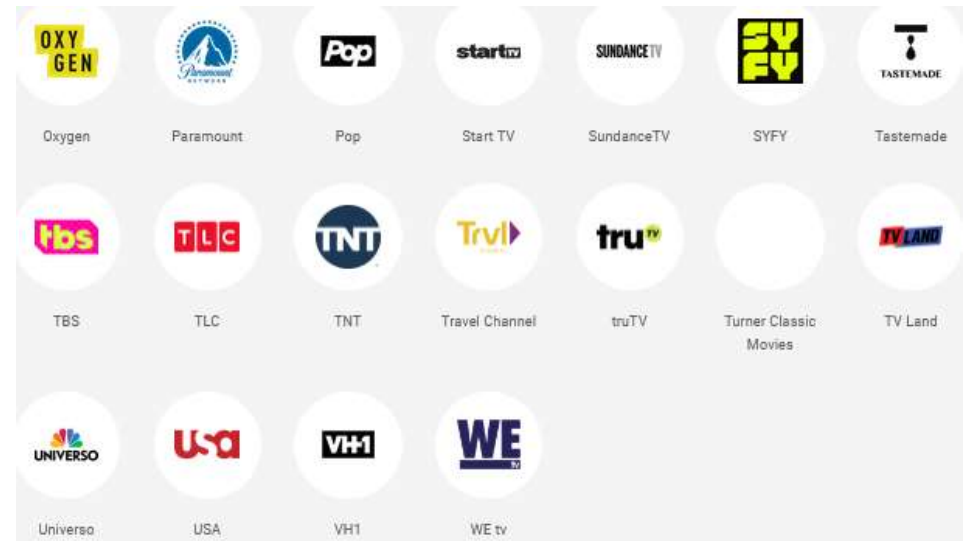 OXY
GEN
Paramount
NETWORK
Pop
start TV
SUNDANCE TV
SY
FY
TASTEMADE
Oxygen
Paramount
Pop
Start TV
SundanceTV
SYFY
Tastemade
tbs
TLC
TNT
Trvl
tru TV
TV LAND
TBS
TLC
TNT
Travel Channel
truTV
Turner Classic
Movies
TV Land
UNIVERSO
USA
VH1
WE
tv
Universo
USA
VH1
WE tv